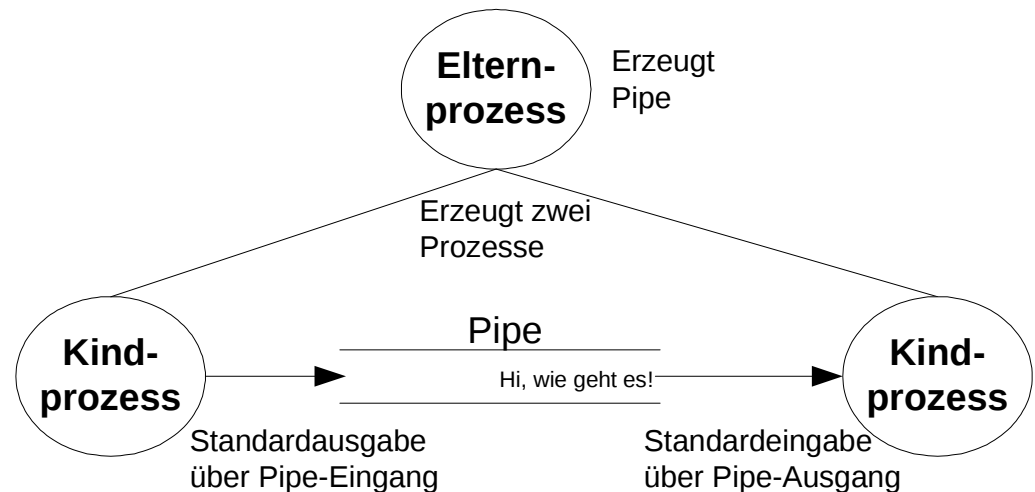 Eltern-
prozess
Erzeugt
Pipe
Erzeugt zwei
Prozesse
Kind-
prozess
Pipe
Hi, wie geht es!
Kind-
prozess
Standardausgabe
über Pipe-Eingang
Standardeingabe
über Pipe-Ausgang